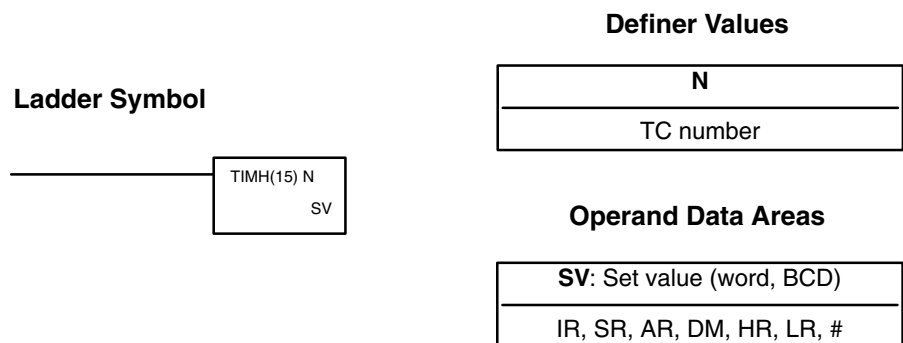 Ladder Symbol
TIMH(15) N
SV
Definer Values
N
TC number
Operand Data Areas
SV: Set value (word, BCD)
IR, SR, AR, DM, HR, LR, #